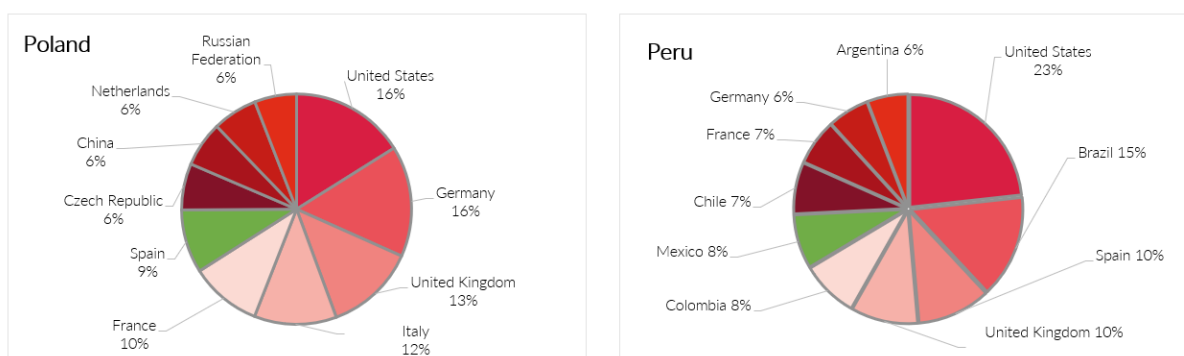 Poland
Russian
Federation
6%
United States
16%
Germany
16%
United Kingdom
13%
Italy
12%
France
10%
Spain
9%
Czech Republic
6%
China
6%
Netherlands
6%
Peru
Argentina 6%
United States
23%
Brazil 15%
Spain 10%
United Kingdom 10%
Colombia 8%
Mexico 8%
Chile 7%
France 7%
Germany 6%